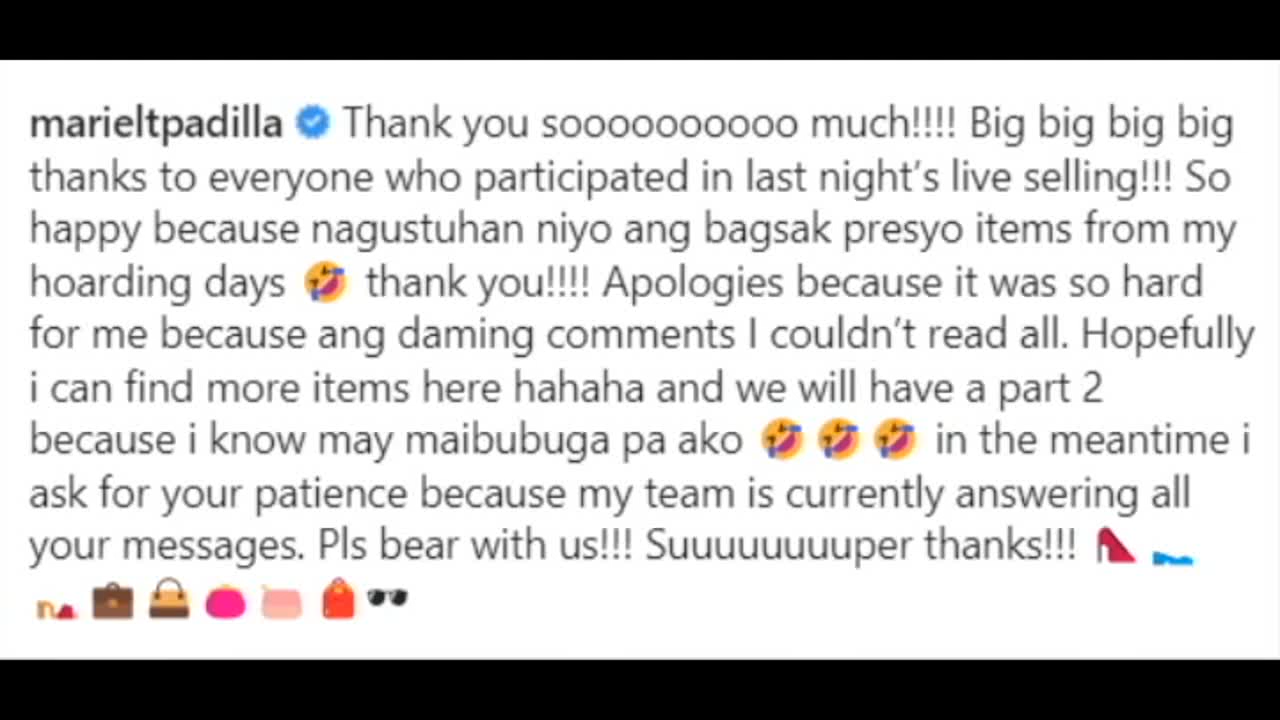 marieltpadilla Thank you soooooooooo much!!!! Big big big big
thanks to everyone who participated in last night's live selling!!! So
happy because nagustuhan niyo ang bagsak presyo items from my
hoarding days 🤣 thank you!!!! Apologies because it was so hard
for me because ang daming comments I couldn't read all. Hopefully
i can find more items here hahaha and we will have a part 2
because i know may maibubuga pa ako 🤣🤣🤣 in the meantime i
ask for your patience because my team is currently answering all
your messages. Pls bear with us!!! Suuuuuuuuper thanks!!! 👠🥿
👡💼👜👛👝🎒🕶️